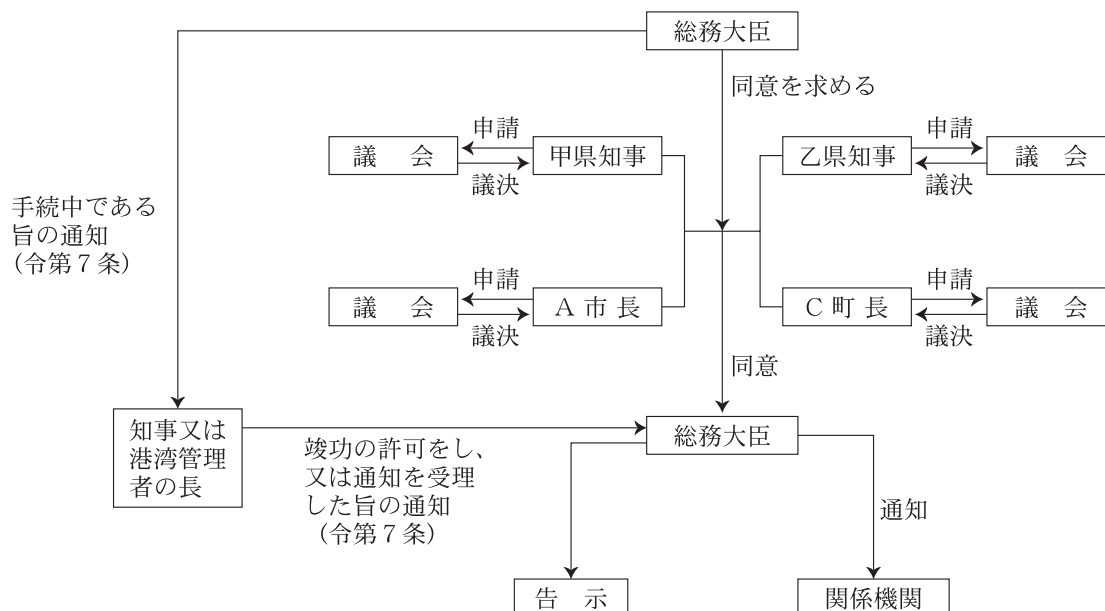 総務大臣
同意を求める
議　会
申請
議決
甲県知事
乙県知事
申請
議決
議　会
手続中である
旨の通知
（令第７条）
議　会
申請
議決
Ａ 市 長
Ｃ 町 長
申請
議決
議　会
同意
知事又は
港湾管理
者の長
竣功の許可をし、
又は通知を受理
した旨の通知
（令第７条）
総務大臣
通知
告　示
関係機関